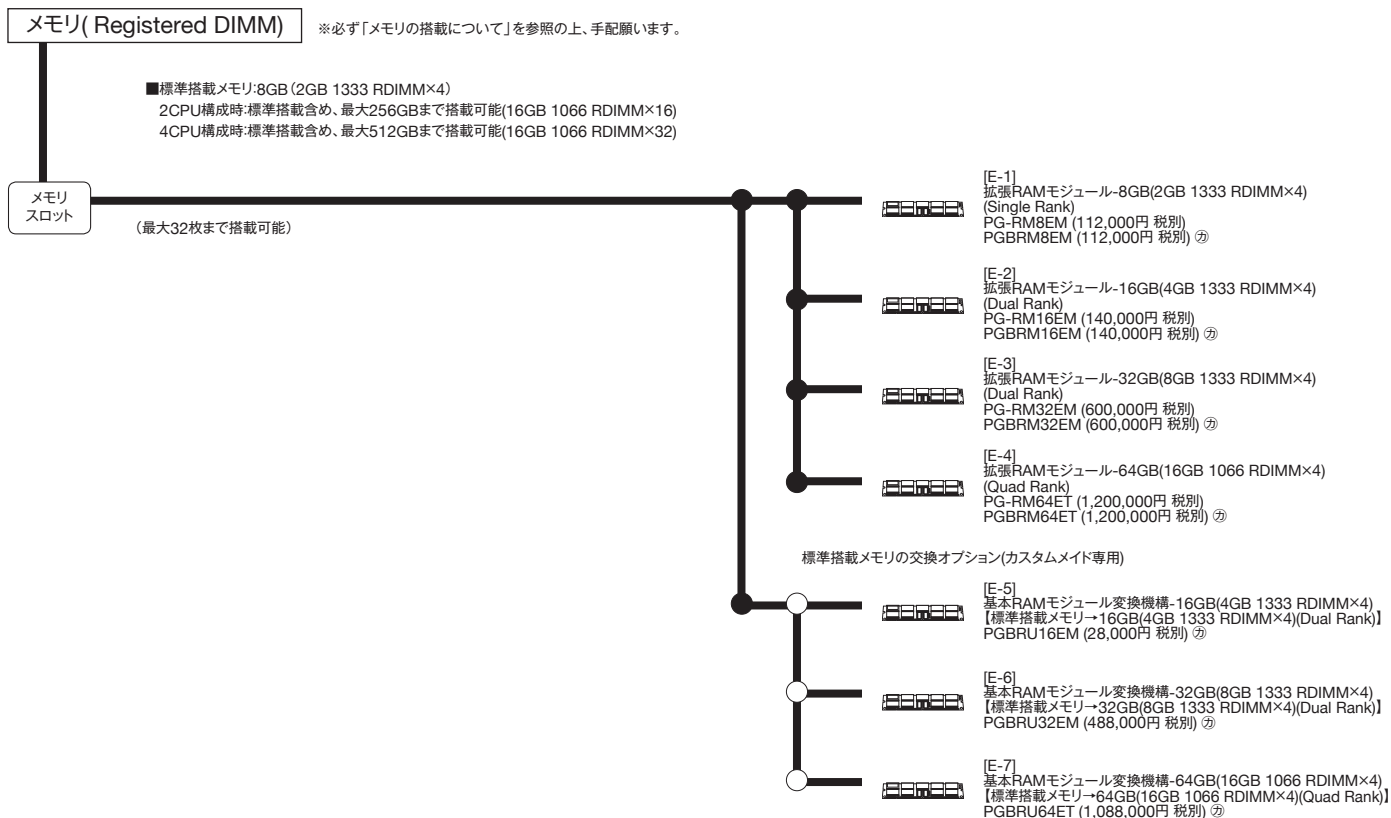 メモリ( Registered DIMM)
※必ず「メモリの搭載について」を参照の上、手配願います。
■標準搭載メモリ:8GB(2GB 1333 RDIMM×4)
2CPU構成時:標準搭載含め、最大256GBまで搭載可能(16GB 1066 RDIMM×16)
4CPU構成時:標準搭載含め、最大512GBまで搭載可能(16GB 1066 RDIMM×32)
メモリ
スロット
(最大32枚まで搭載可能)
[E-1]
拡張RAMモジュール-8GB(2GB 1333 RDIMM×4)
(Single Rank)
PG-RM8EM (112,000円 税別)
PGBRM8EM (112,000円 税別) ㋕
[E-2]
拡張RAMモジュール-16GB(4GB 1333 RDIMM×4)
(Dual Rank)
PG-RM16EM (140,000円 税別)
PGBRM16EM (140,000円 税別) ㋕
[E-3]
拡張RAMモジュール-32GB(8GB 1333 RDIMM×4)
(Dual Rank)
PG-RM32EM (600,000円 税別)
PGBRM32EM (600,000円 税別) ㋕
[E-4]
拡張RAMモジュール-64GB(16GB 1066 RDIMM×4)
(Quad Rank)
PG-RM64ET (1,200,000円 税別)
PGBRM64ET (1,200,000円 税別) ㋕
標準搭載メモリの交換オプション(カスタムメイド専用)
[E-5]
基本RAMモジュール変換機構-16GB(4GB 1333 RDIMM×4)
【標準搭載メモリ→16GB(4GB 1333 RDIMM×4)(Dual Rank)】
PGBRU16EM (28,000円 税別) ㋕
[E-6]
基本RAMモジュール変換機構-32GB(8GB 1333 RDIMM×4)
【標準搭載メモリ→32GB(8GB 1333 RDIMM×4)(Dual Rank)】
PGBRU32EM (488,000円 税別) ㋕
[E-7]
基本RAMモジュール変換機構-64GB(16GB 1066 RDIMM×4)
【標準搭載メモリ→64GB(16GB 1066 RDIMM×4)(Quad Rank)】
PGBRU64ET (1,088,000円 税別) ㋕